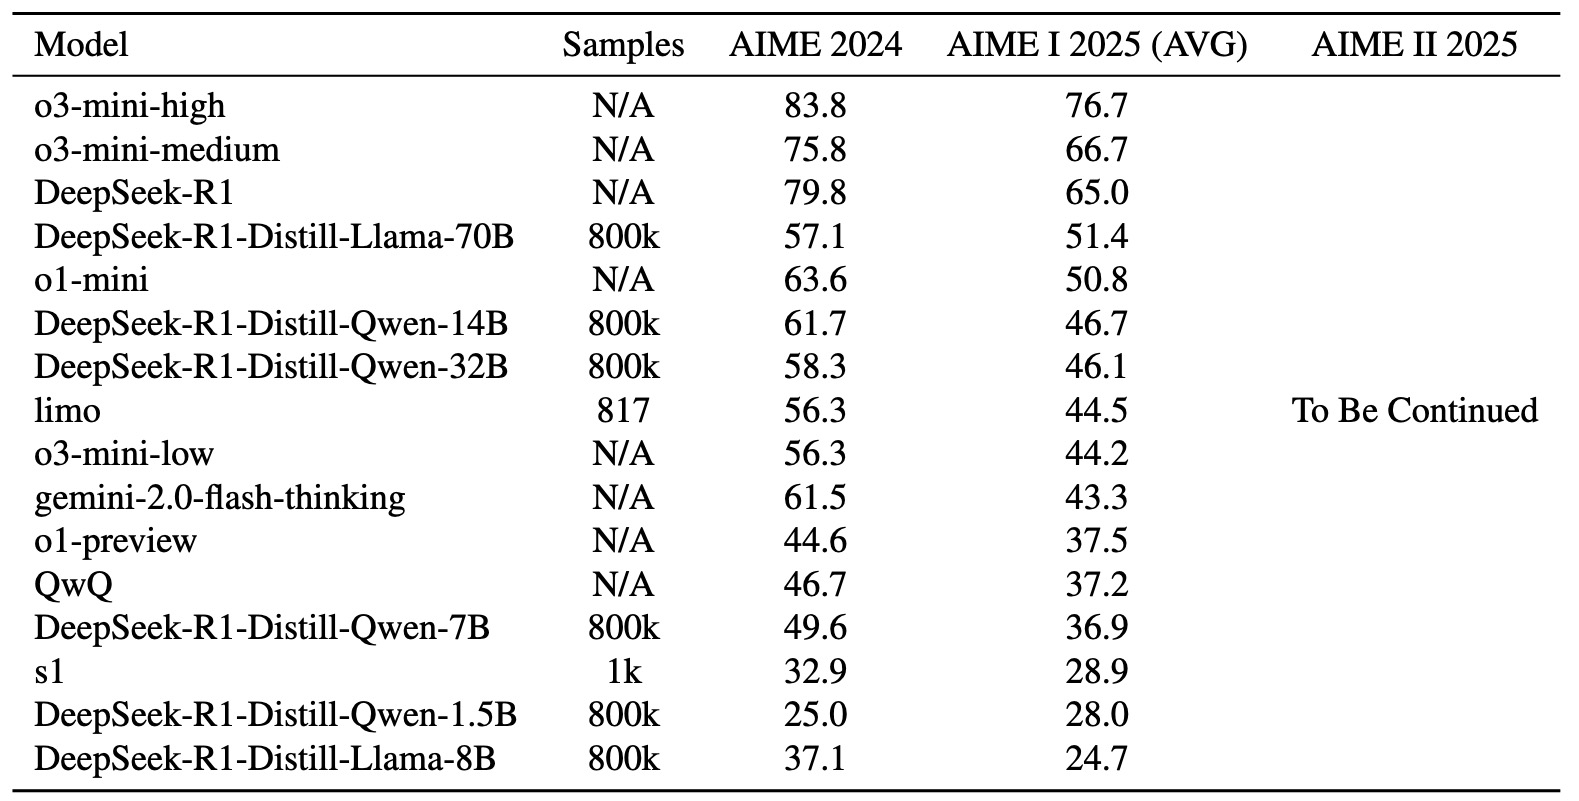 Model Samples AIME 2024 AIME I 2025 (AVG) AIME II 2025
o3-mini-high N/A 83.8 76.7
o3-mini-medium N/A 75.8 66.7
DeepSeek-R1 N/A 79.8 65.0
DeepSeek-R1-Distill-Llama-70B 800k 57.1 51.4
o1-mini N/A 63.6 50.8
DeepSeek-R1-Distill-Qwen-14B 800k 61.7 46.7
DeepSeek-R1-Distill-Qwen-32B 800k 58.3 46.1
limo 817 56.3 44.5 To Be Continued
o3-mini-low N/A 56.3 44.2
gemini-2.0-flash-thinking N/A 61.5 43.3
o1-preview N/A 44.6 37.5
QwQ N/A 46.7 37.2
DeepSeek-R1-Distill-Qwen-7B 800k 49.6 36.9
s1 1k 32.9 28.9
DeepSeek-R1-Distill-Qwen-1.5B 800k 25.0 28.0
DeepSeek-R1-Distill-Llama-8B 800k 37.1 24.7